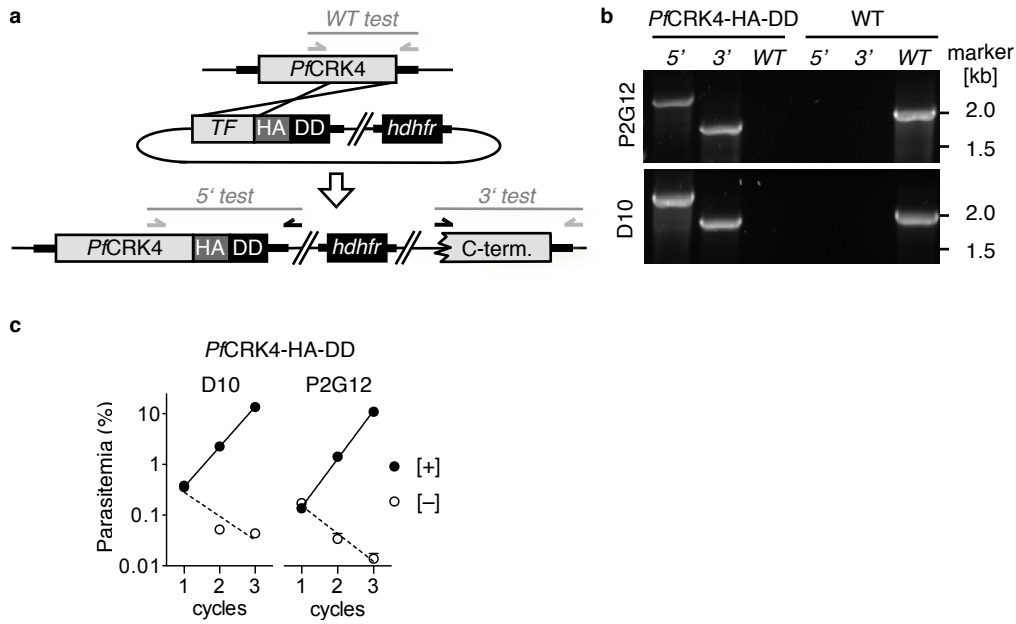 a
WT test
PfCRK4
TF HA DD hdhfr
5‘ test 3‘ test
PfCRK4 HA DD hdhfr C-term.
b
PfCRK4-HA-DD WT
5’ 3’ WT 5’ 3’ WT marker
[kb]
P2G12
2.0
1.5
D10
2.0
1.5
c
PfCRK4-HA-DD
D10 P2G12
Parasitemia (%)
10
1
0.1
0.01
[+]
[–]
1 2 3 1 2 3
cycles cycles